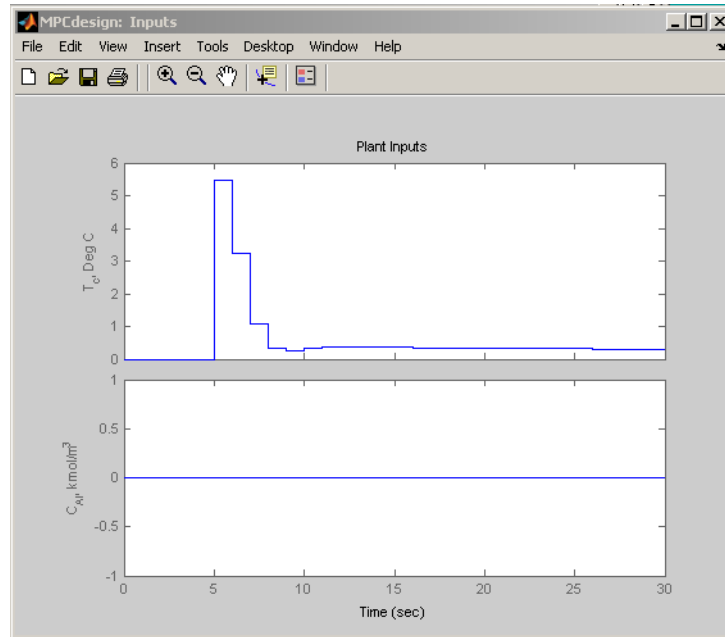 MPCdesign: Inputs
File Edit View Insert Tools Desktop Window Help
Plant Inputs
6
5
4
3
2
1
0
T_c, Deg C
1
0.5
0
-0.5
-1
C_Ai, kmol/m³
0 5 10 15 20 25 30
Time (sec)